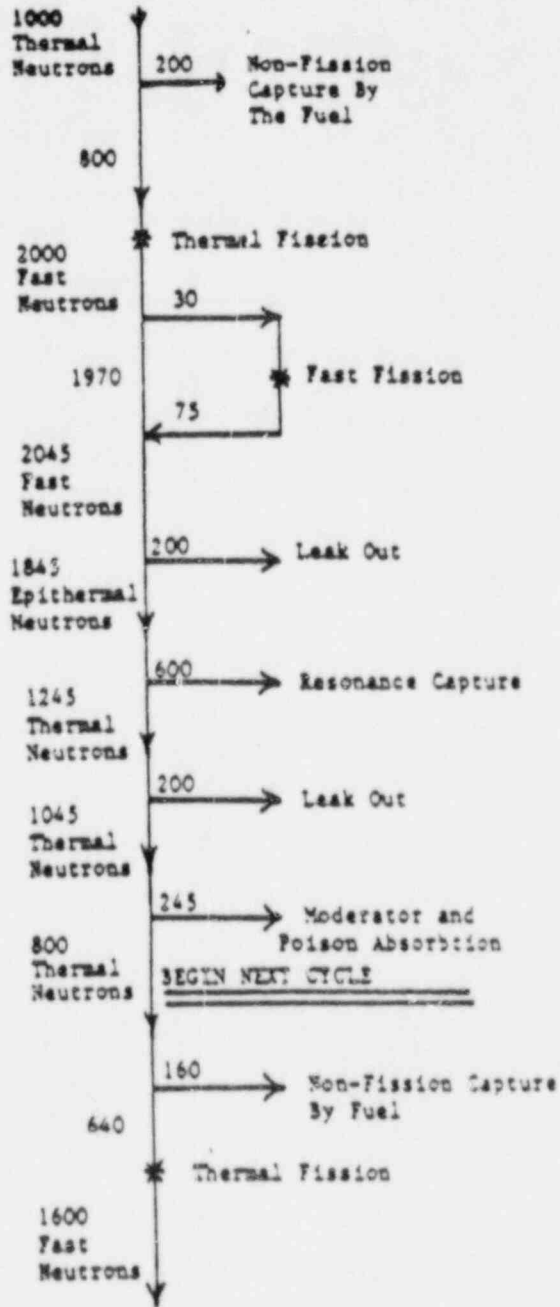 1000
Thermal
Neutrons
200
Non-Fission
Capture By
The Fuel
800
Thermal Fission
2000
Fast
Neutrons
30
1970
Fast Fission
75
2045
Fast
Neutrons
200
Leak Out
1845
Epithermal
Neutrons
600
Resonance Capture
1245
Thermal
Neutrons
200
Leak Out
1045
Thermal
Neutrons
245
Moderator and
Poison Absorbtion
800
Thermal
Neutrons
BEGIN NEXT CYCLE
160
Non-Fission Capture
By Fuel
640
Thermal Fission
1600
Fast
Neutrons